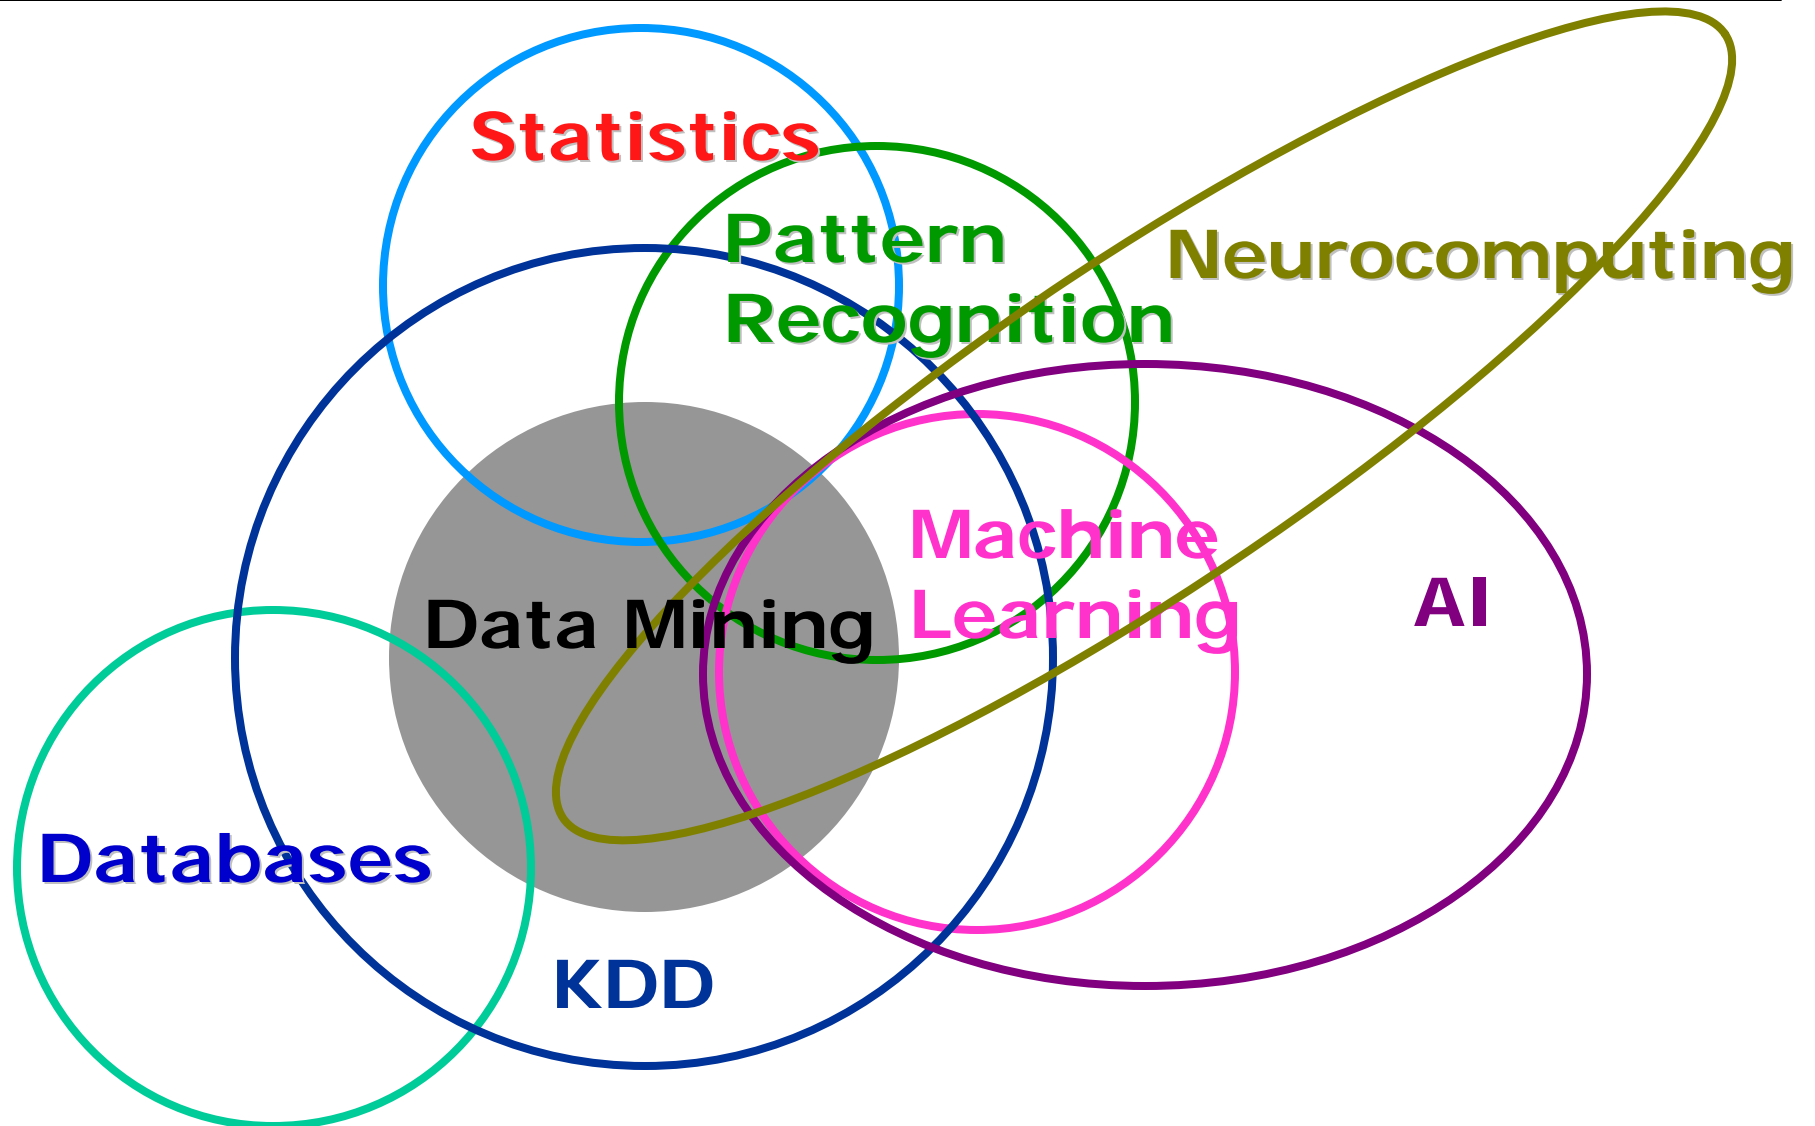 Statistics
Pattern
Recognition
Neurocomputing
Machine
Learning
Data Mining
AI
Databases
KDD